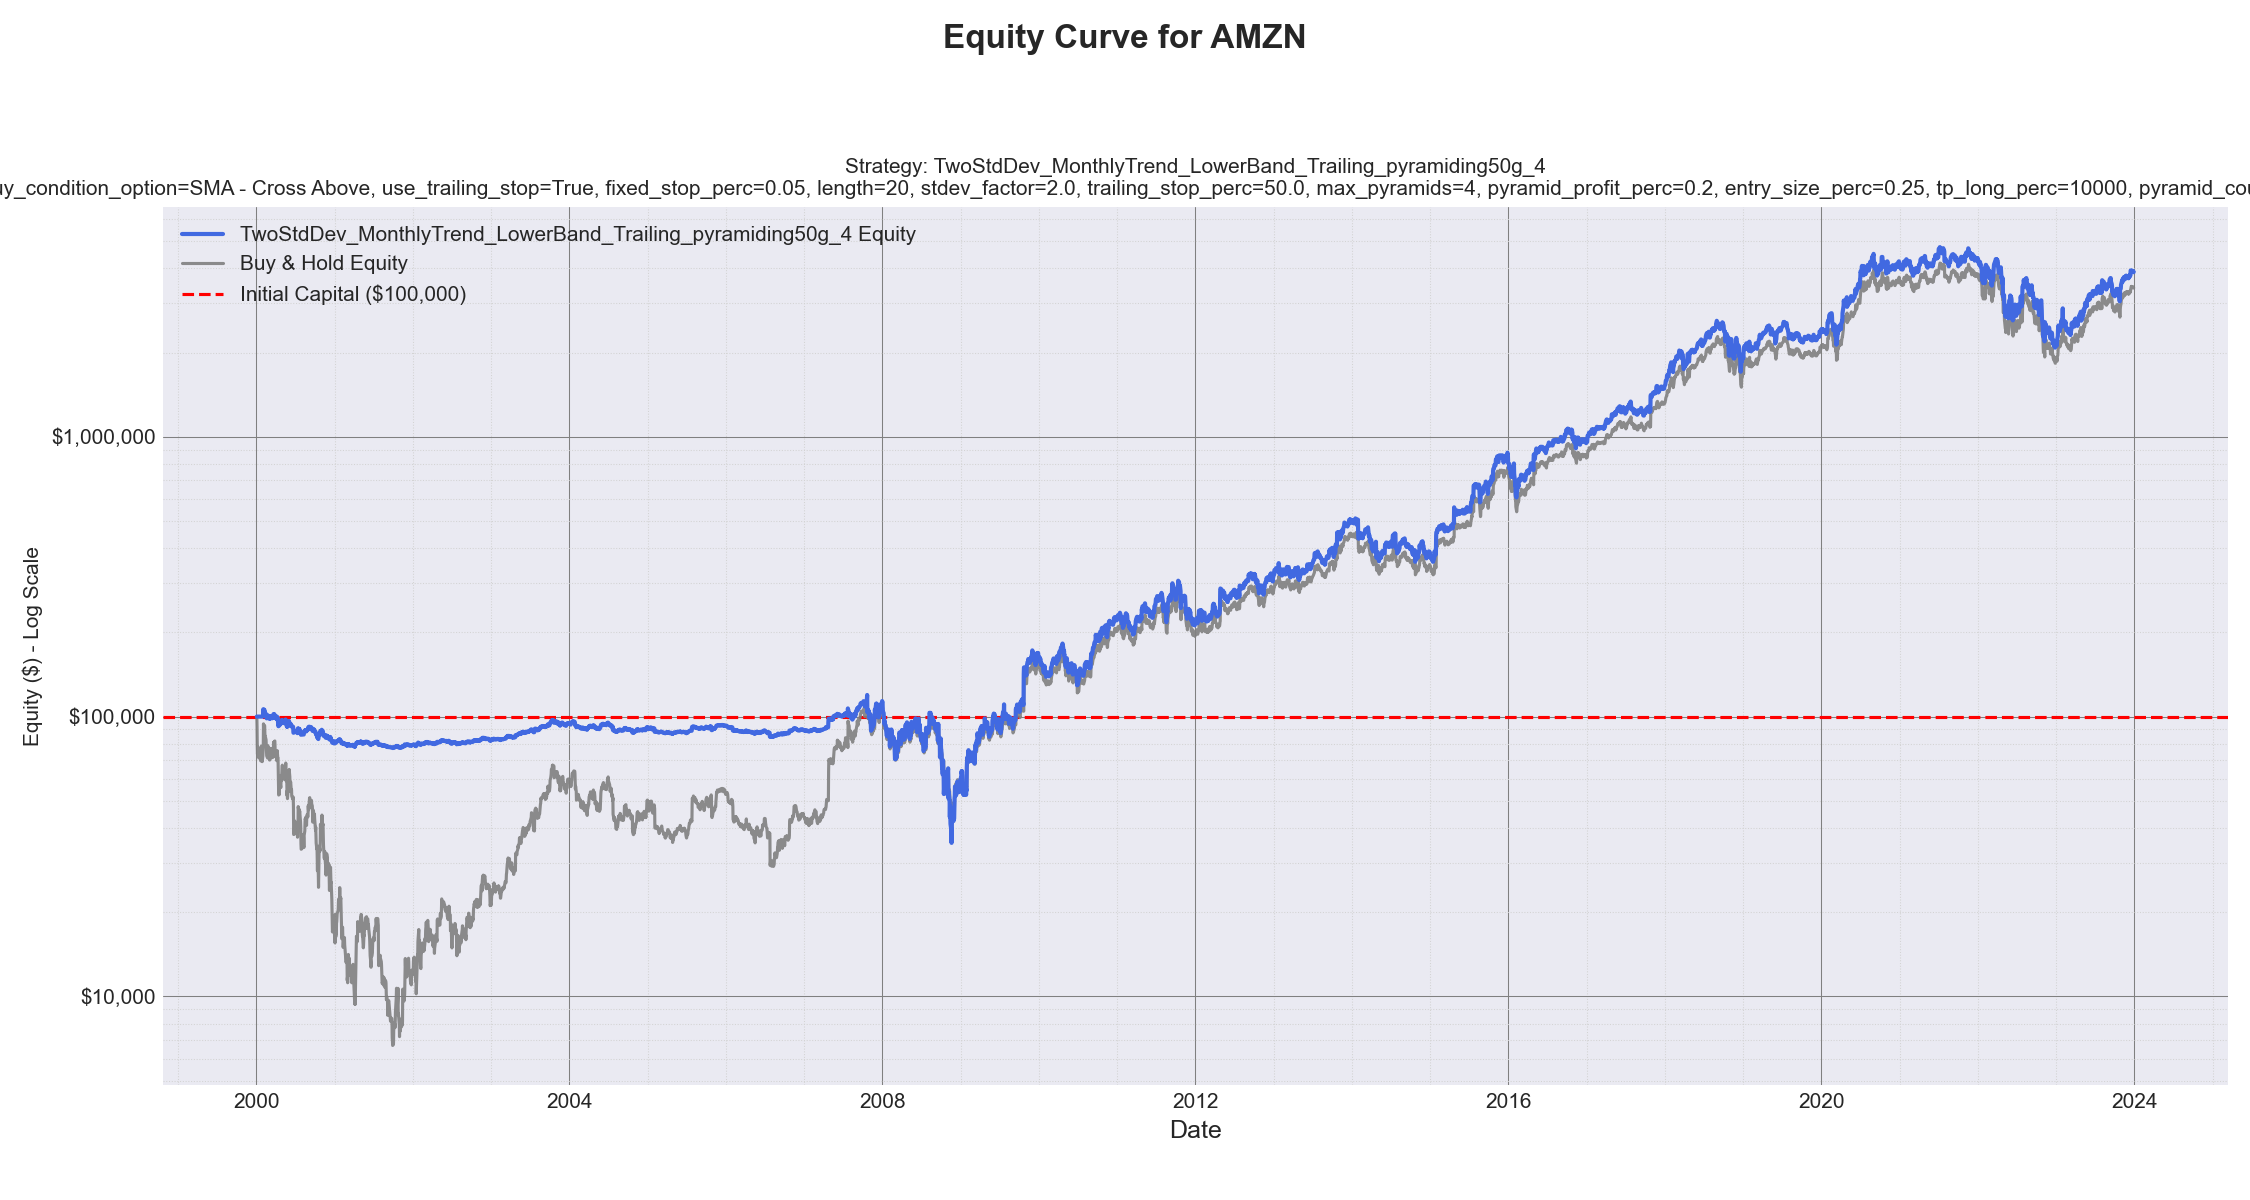 Equity Curve for AMZN
Strategy: TwoStdDev_MonthlyTrend_LowerBand_Trailing_pyramiding50g_4
uy_condition_option=SMA - Cross Above, use_trailing_stop=True, fixed_stop_perc=0.05, length=20, stdev_factor=2.0, trailing_stop_perc=50.0, max_pyramids=4, pyramid_profit_perc=0.2, entry_size_perc=0.25, tp_long_perc=10000, pyramid_cou
TwoStdDev_MonthlyTrend_LowerBand_Trailing_pyramiding50g_4 Equity
Buy & Hold Equity
Initial Capital ($100,000)
Equity ($) - Log Scale
$1,000,000
$100,000
$10,000
2000 2004 2008 2012 2016 2020 2024
Date